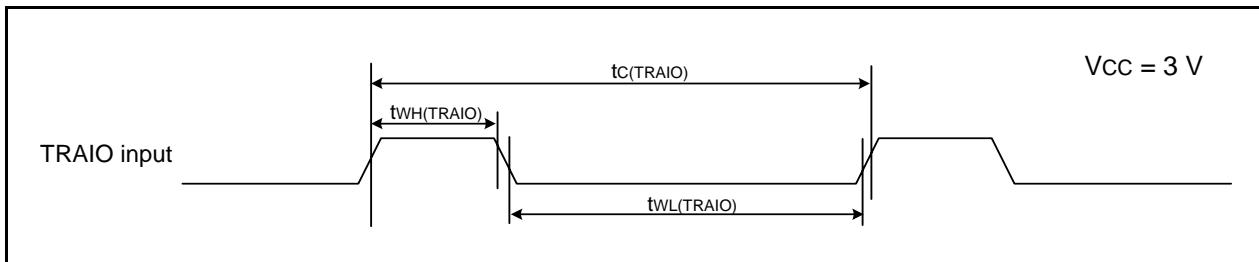 tC(TRAIO)
VCC = 3 V
tWH(TRAIO)
TRAIO input
tWL(TRAIO)